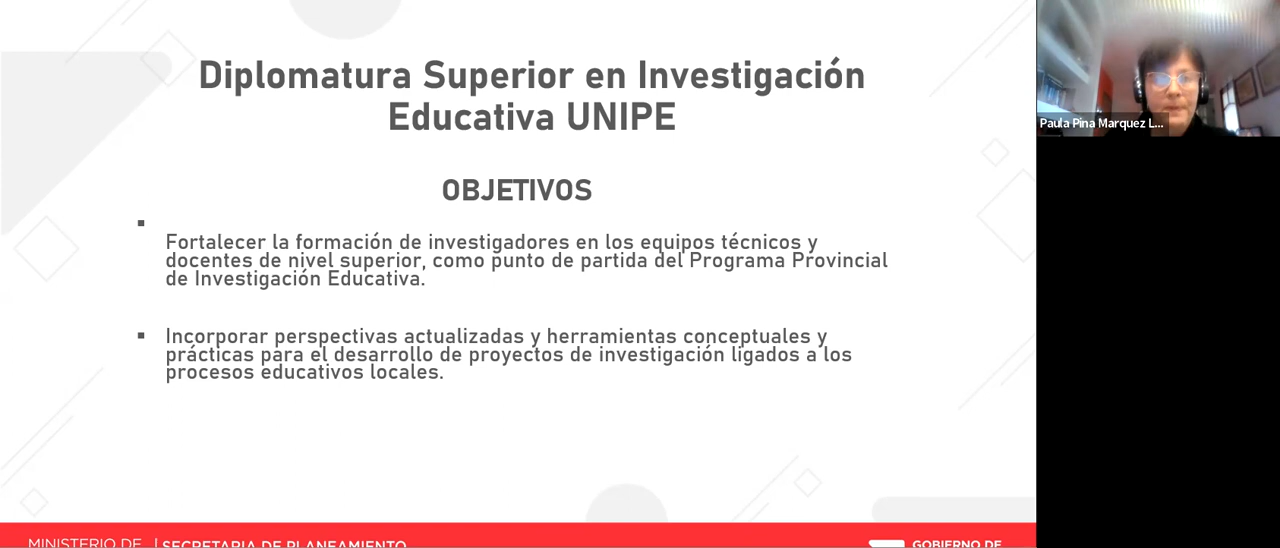 Diplomatura Superior en Investigación
Educativa UNIPE
OBJETIVOS
Fortalecer la formación de investigadores en los equipos técnicos y
docentes de nivel superior, como punto de partida del Programa Provincial
de Investigación Educativa.
Incorporar perspectivas actualizadas y herramientas conceptuales y
prácticas para el desarrollo de proyectos de investigación ligados a los
procesos educativos locales.
MINISTERIO DE | SECRETARIA DE PLANEAMIENTO
GOBIERNO DE
Paula Pina Marquez L...